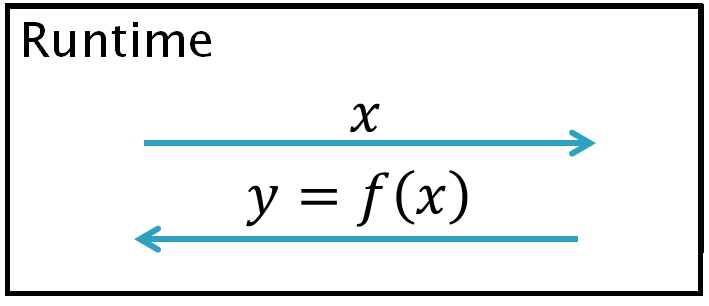 Runtime
x
y = f(x)